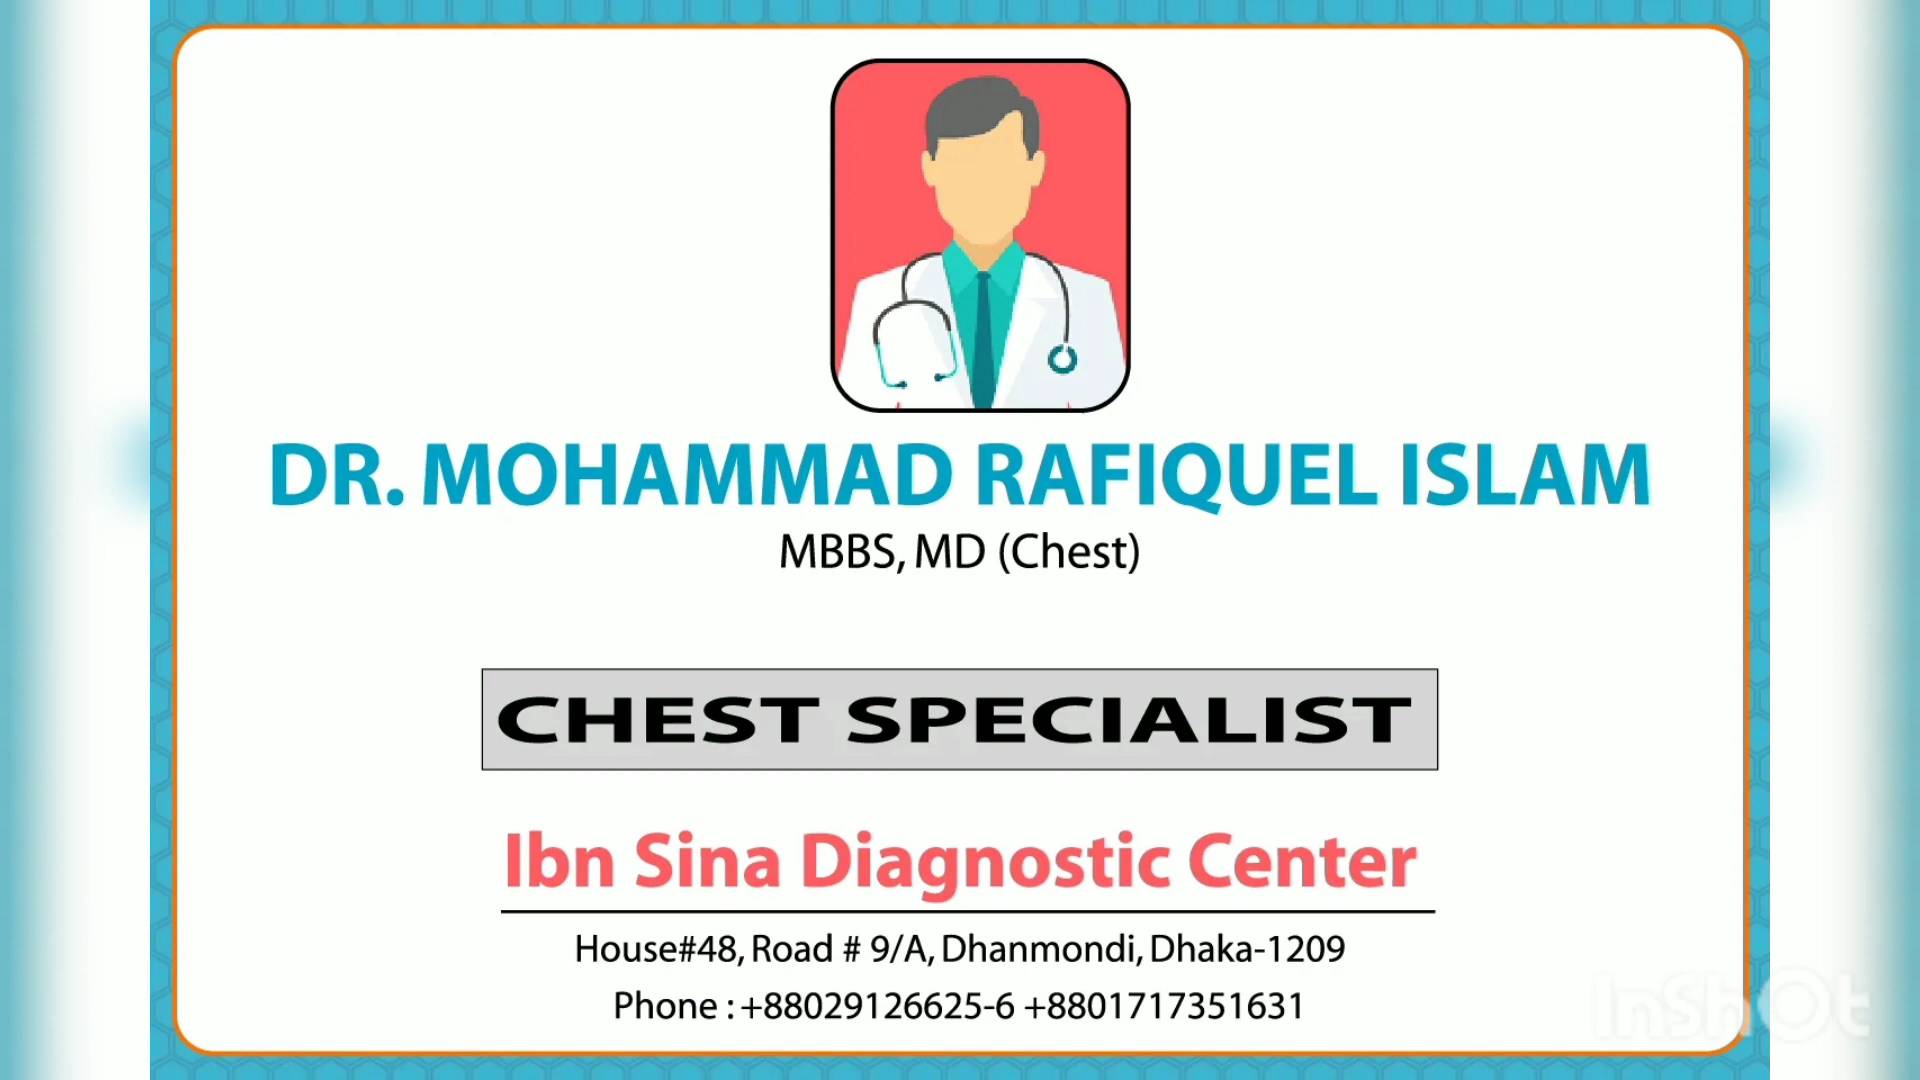 DR. MOHAMMAD RAFIQUEL ISLAM
MBBS, MD (Chest)
CHEST SPECIALIST
Ibn Sina Diagnostic Center
House#48, Road # 9/A, Dhanmondi, Dhaka-1209
Phone : +88029126625-6 +8801717351631
InShOt